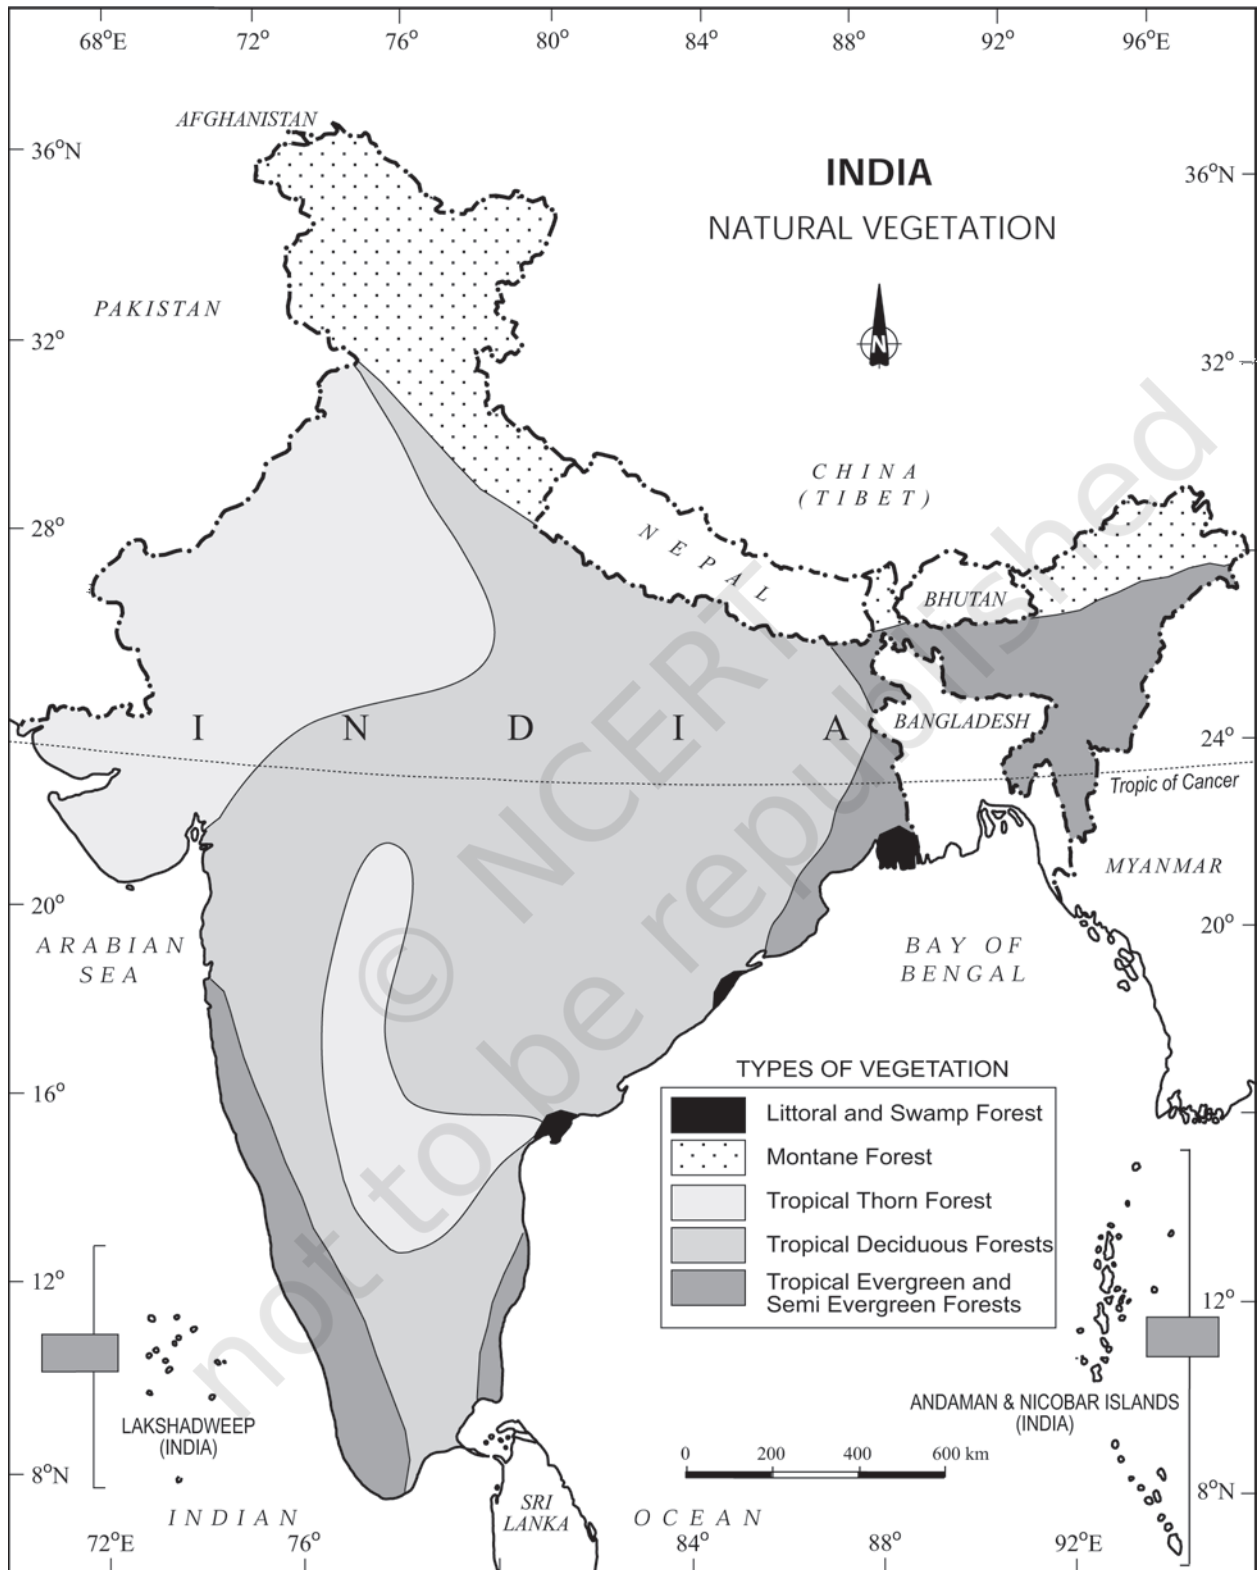 68°E 72° 76° 80° 84° 88° 92° 96°E
AFGHANISTAN
36°N
INDIA
36°N
NATURAL VEGETATION
PAKISTAN
N
32°
32°
CHINA
(TIBET)
28°
NEPAL
BHUTAN
I N D I A
BANGLADESH
24°
Tropic of Cancer
MYANMAR
20°
20°
ARABIAN
SEA
BAY OF
BENGAL
© NCERT
not to be republished
16°
TYPES OF VEGETATION
Littoral and Swamp Forest
Montane Forest
Tropical Thorn Forest
Tropical Deciduous Forests
Tropical Evergreen and
Semi Evergreen Forests
12°
12°
LAKSHADWEEP
(INDIA)
ANDAMAN & NICOBAR ISLANDS
(INDIA)
0 200 400 600 km
8°N
8°N
SRI
LANKA
INDIAN OCEAN
72°E 76° 84° 88° 92°E